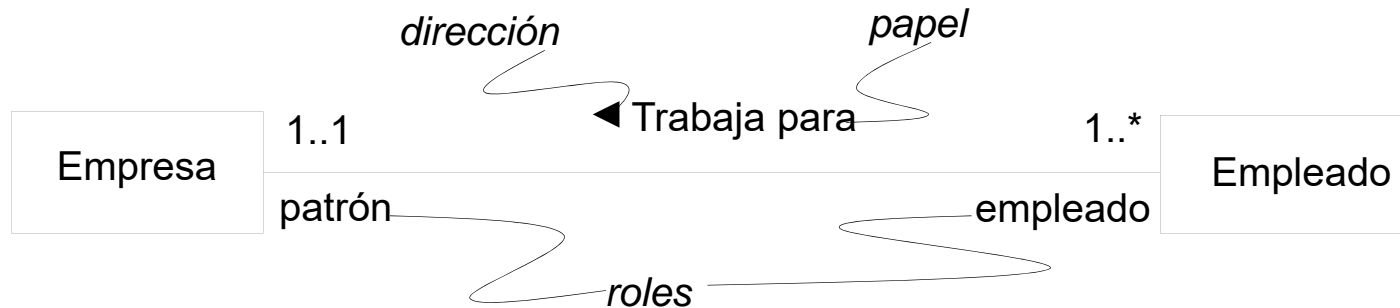 dirección
papel
◄ Trabaja para
1..1
1..*
Empresa
Empleado
patrón
empleado
roles